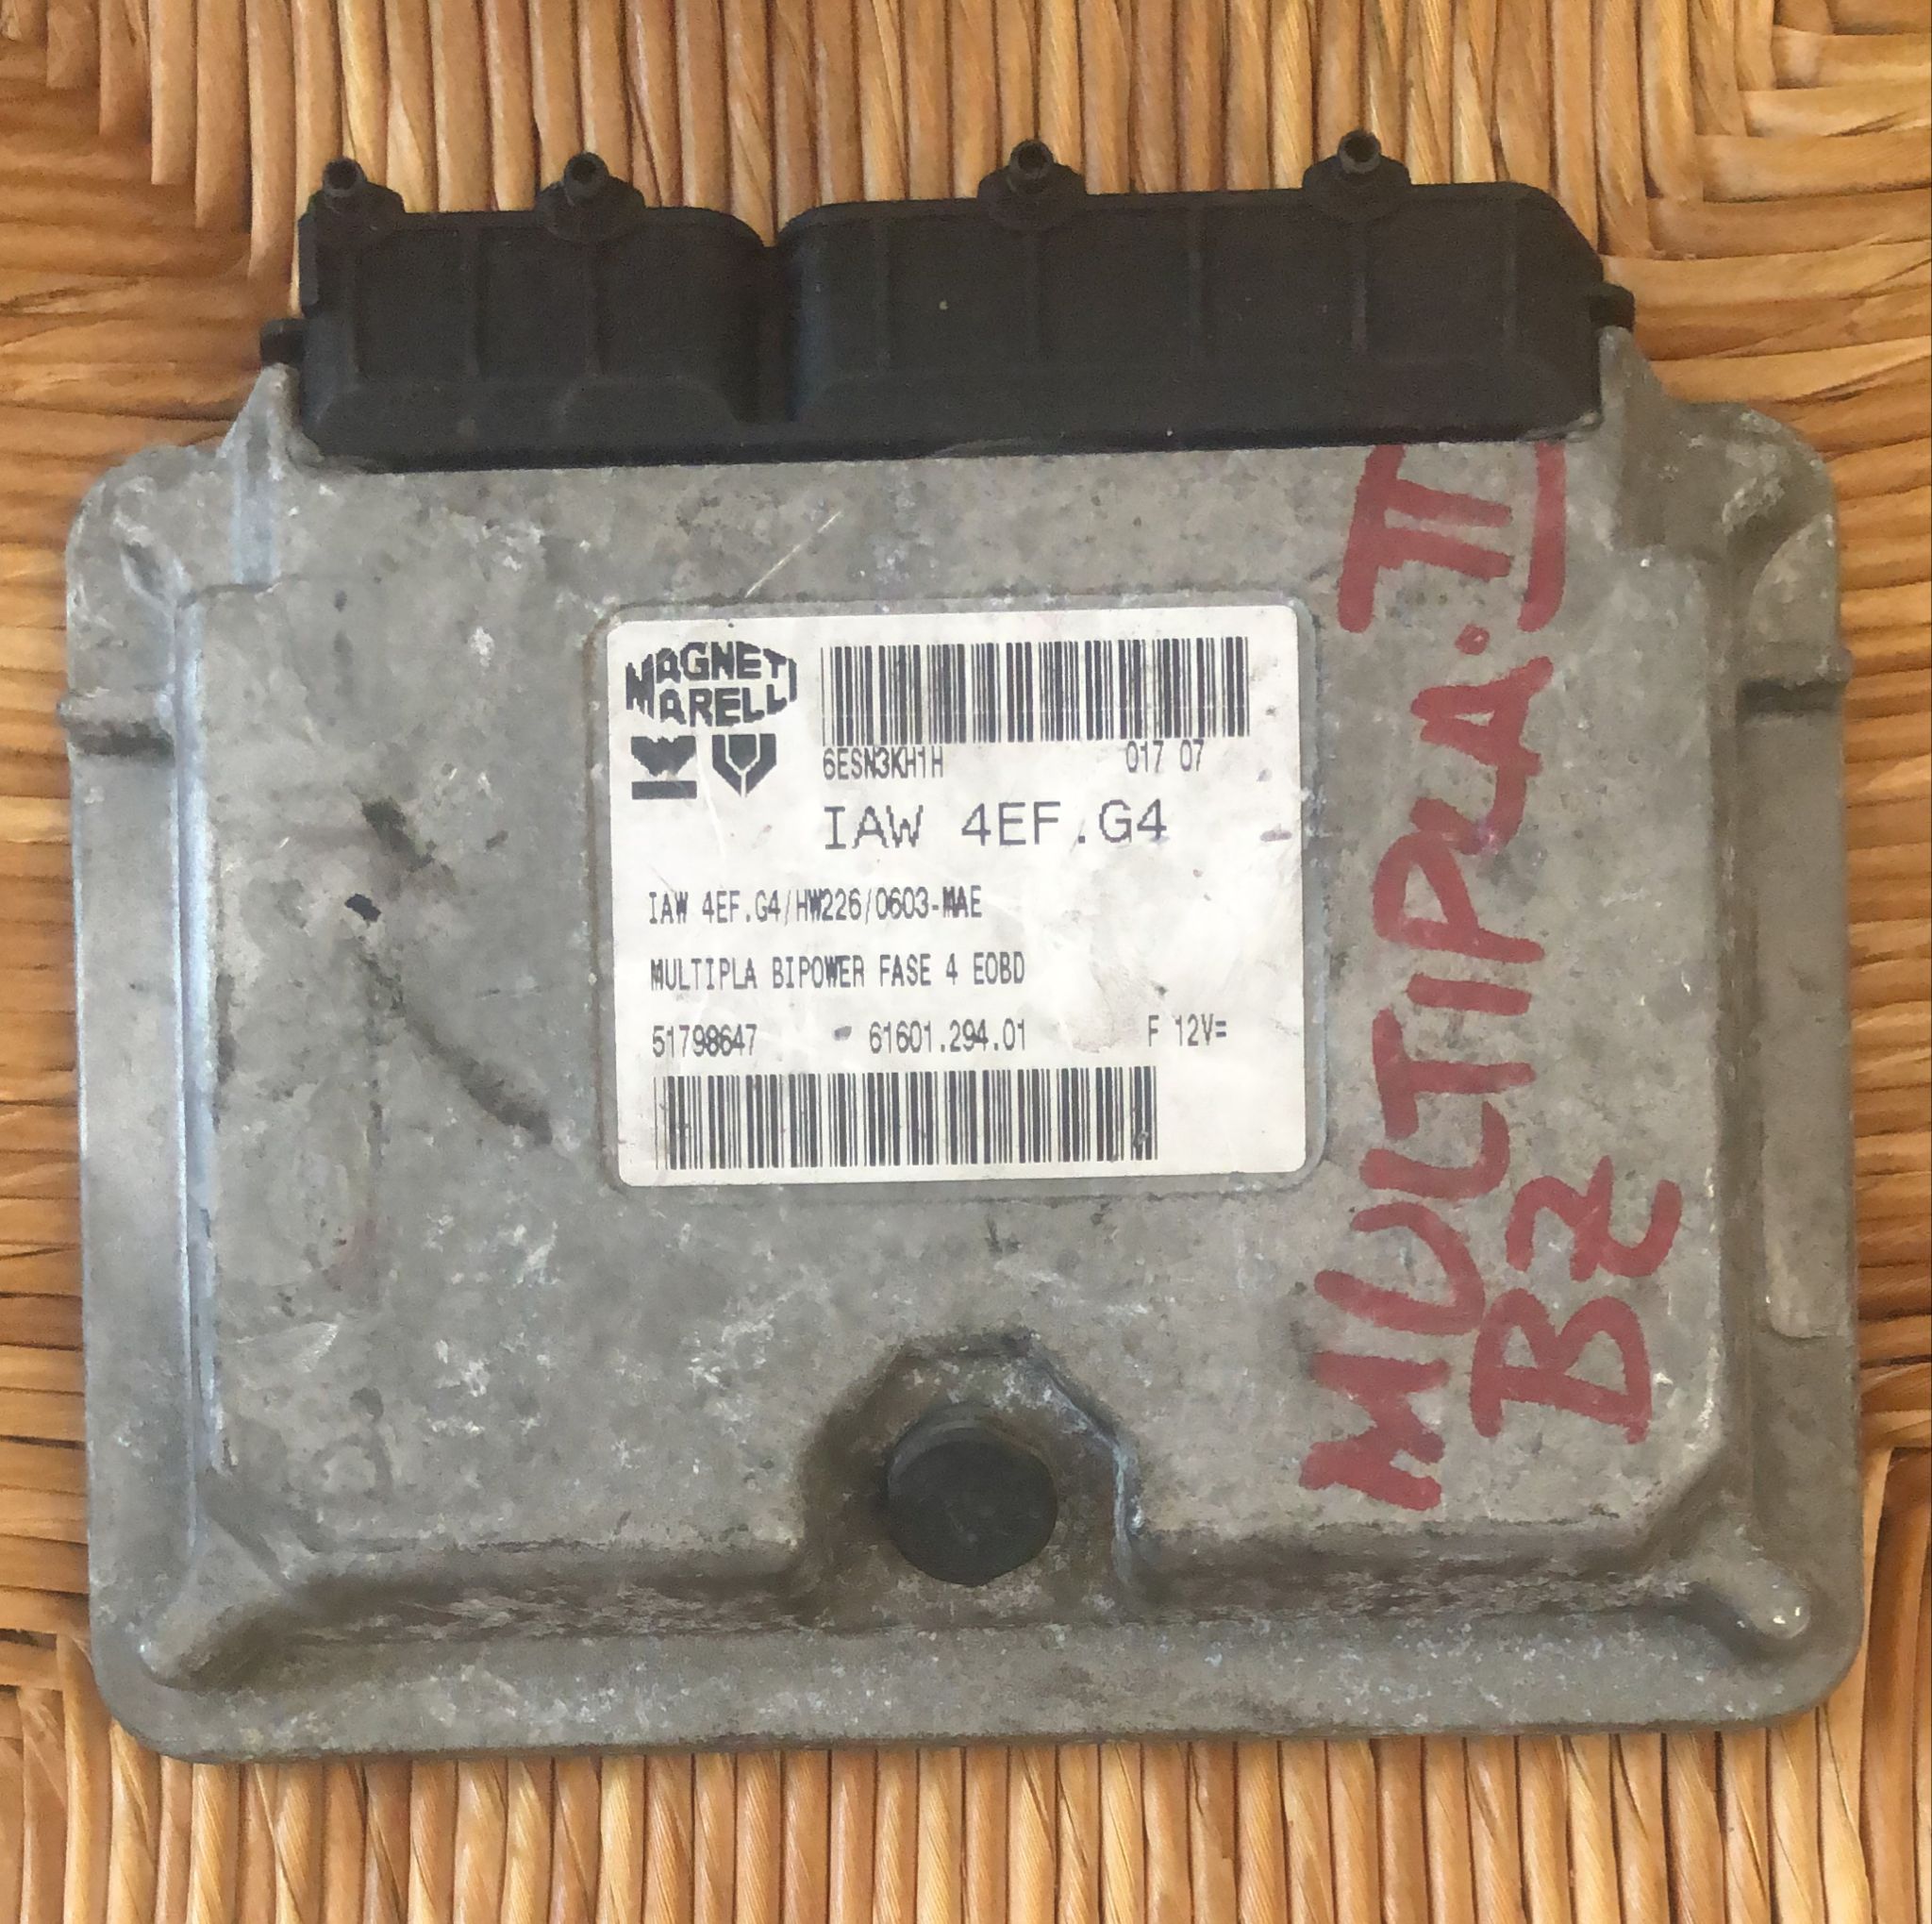 MAGNETI
MARELLI
6ESN3KH1H 017 07
IAW 4EF.G4
IAW 4EF.G4/HW226/0603-MAE
MULTIPLA BIPOWER FASE 4 EOBD
51798647 61601.294.01 F 12V=
MULTIPLA. II
BZ